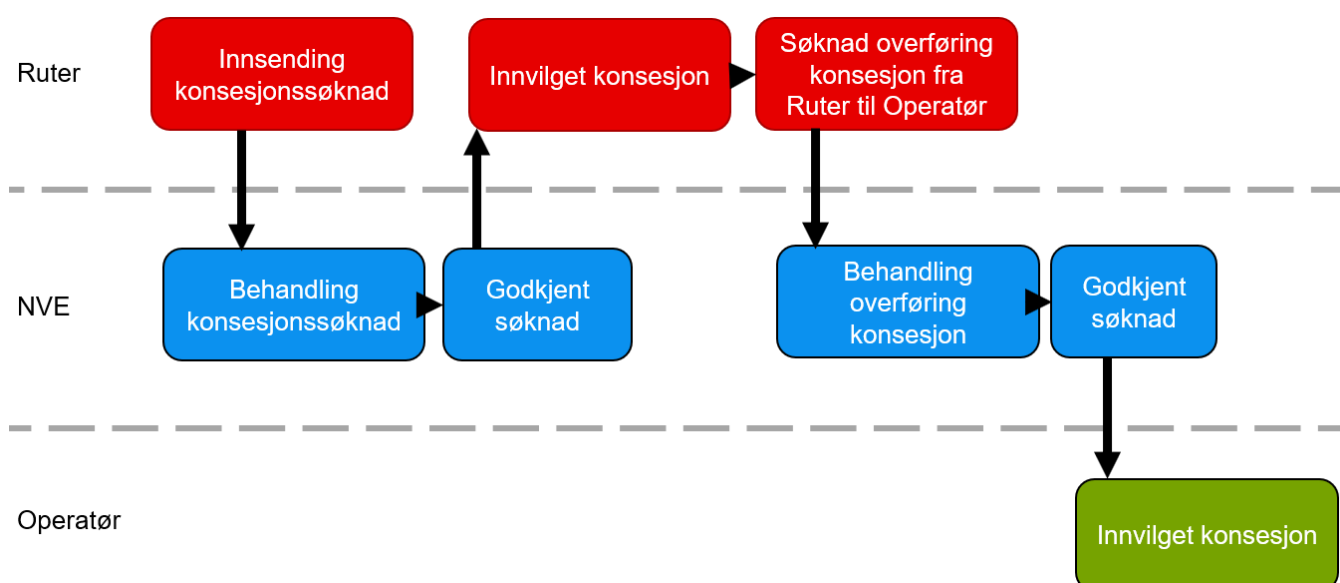 Ruter
Innsending
konsesjonssøknad
Innvilget konsesjon
Søknad overføring
konsesjon fra
Ruter til Operatør
NVE
Behandling
konsesjonssøknad
Godkjent
søknad
Behandling
overføring
konsesjon
Godkjent
søknad
Operatør
Innvilget konsesjon